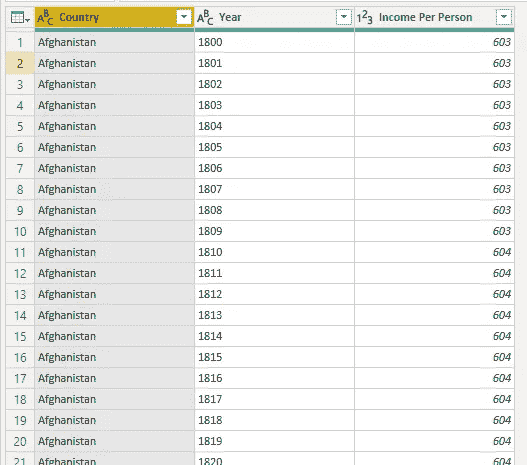 ABC Country ABC Year 123 Income Per Person
1 Afghanistan 1800 603
2 Afghanistan 1801 603
3 Afghanistan 1802 603
4 Afghanistan 1803 603
5 Afghanistan 1804 603
6 Afghanistan 1805 603
7 Afghanistan 1806 603
8 Afghanistan 1807 603
9 Afghanistan 1808 603
10 Afghanistan 1809 603
11 Afghanistan 1810 604
12 Afghanistan 1811 604
13 Afghanistan 1812 604
14 Afghanistan 1813 604
15 Afghanistan 1814 604
16 Afghanistan 1815 604
17 Afghanistan 1816 604
18 Afghanistan 1817 604
19 Afghanistan 1818 604
20 Afghanistan 1819 604
21 Afghanistan 1820 604